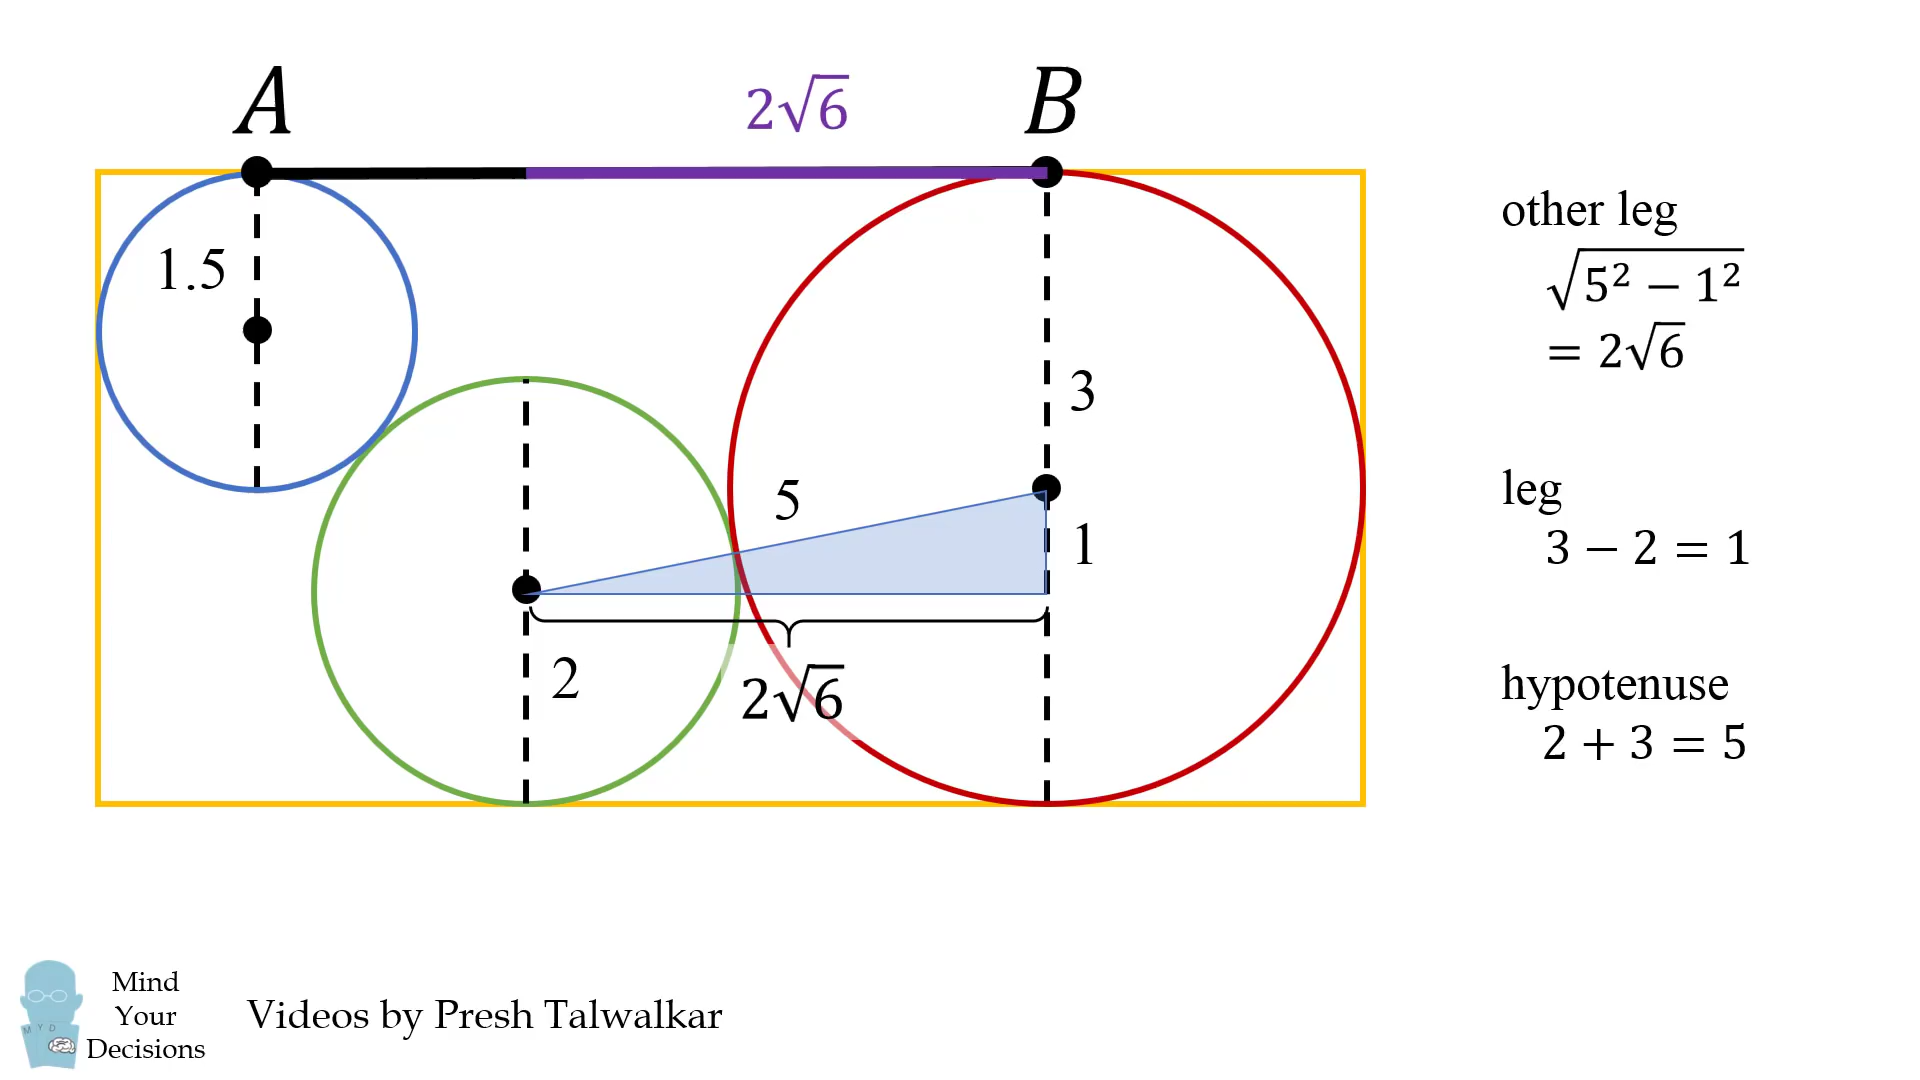 A
B
2√6
1.5
3
5
1
2
2√6
other leg
√5² − 1²
= 2√6
leg
3 − 2 = 1
hypotenuse
2 + 3 = 5
M Y D
Mind
Your
Decisions
Videos by Presh Talwalkar